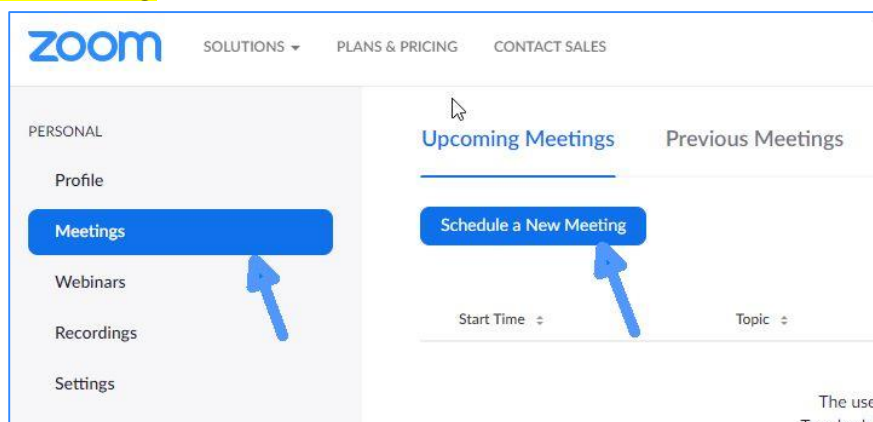 zoom SOLUTIONS PLANS & PRICING CONTACT SALES
PERSONAL
Profile
Meetings
Webinars
Recordings
Settings
Upcoming Meetings Previous Meetings
Schedule a New Meeting
Start Time Topic
The use